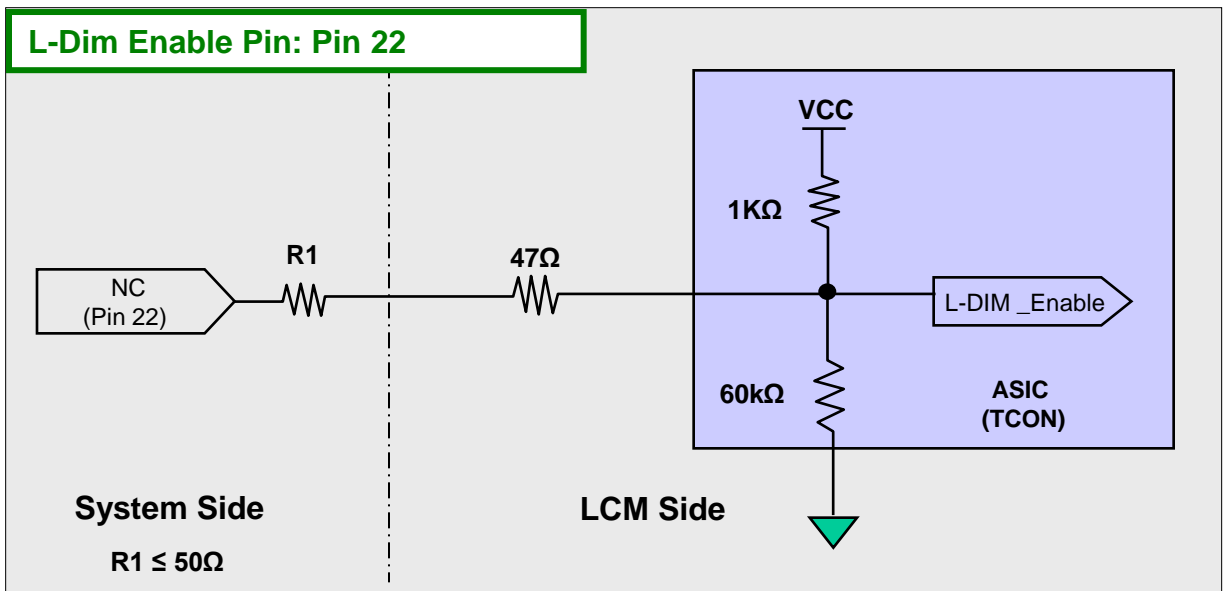 L-Dim Enable Pin: Pin 22
VCC
1KΩ
R1
47Ω
NC
(Pin 22)
L-DIM _Enable
60kΩ
ASIC
(TCON)
System Side
LCM Side
R1 ≤ 50Ω